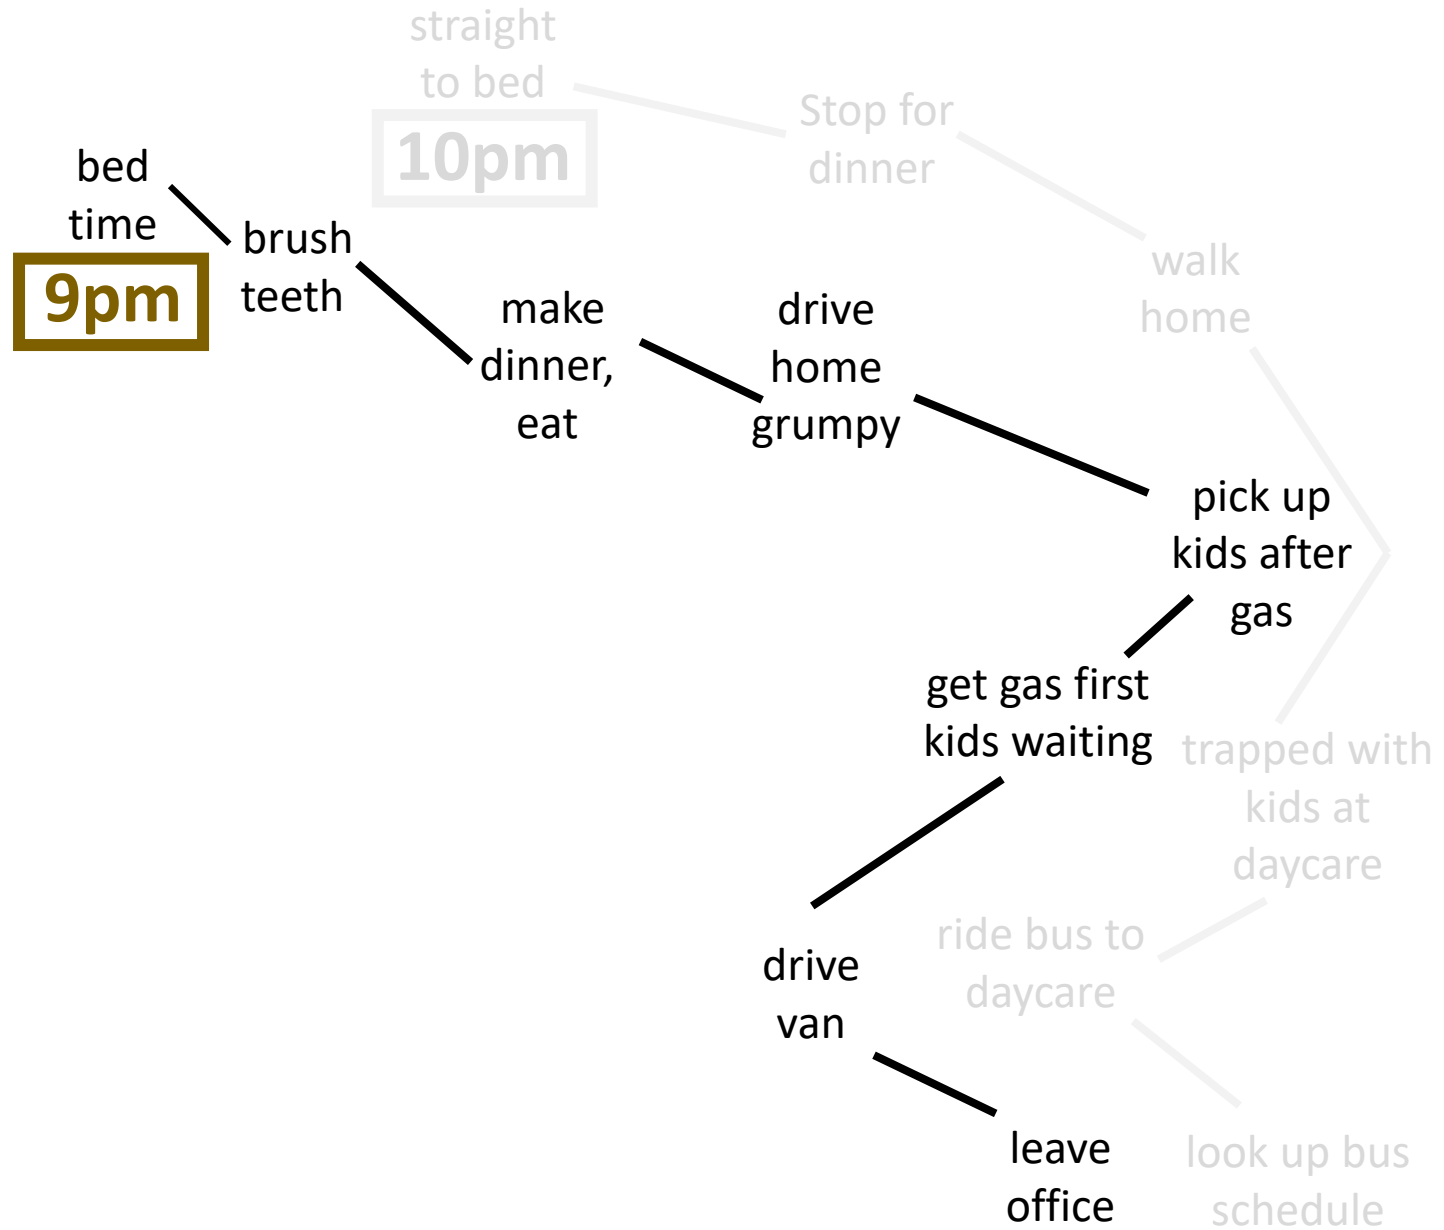 straight
to bed
10pm
Stop for
dinner
bed
time
9pm
brush
teeth
walk
home
make
dinner,
eat
drive
home
grumpy
pick up
kids after
gas
get gas first
kids waiting
trapped with
kids at
daycare
ride bus to
daycare
drive
van
leave
office
look up bus
schedule